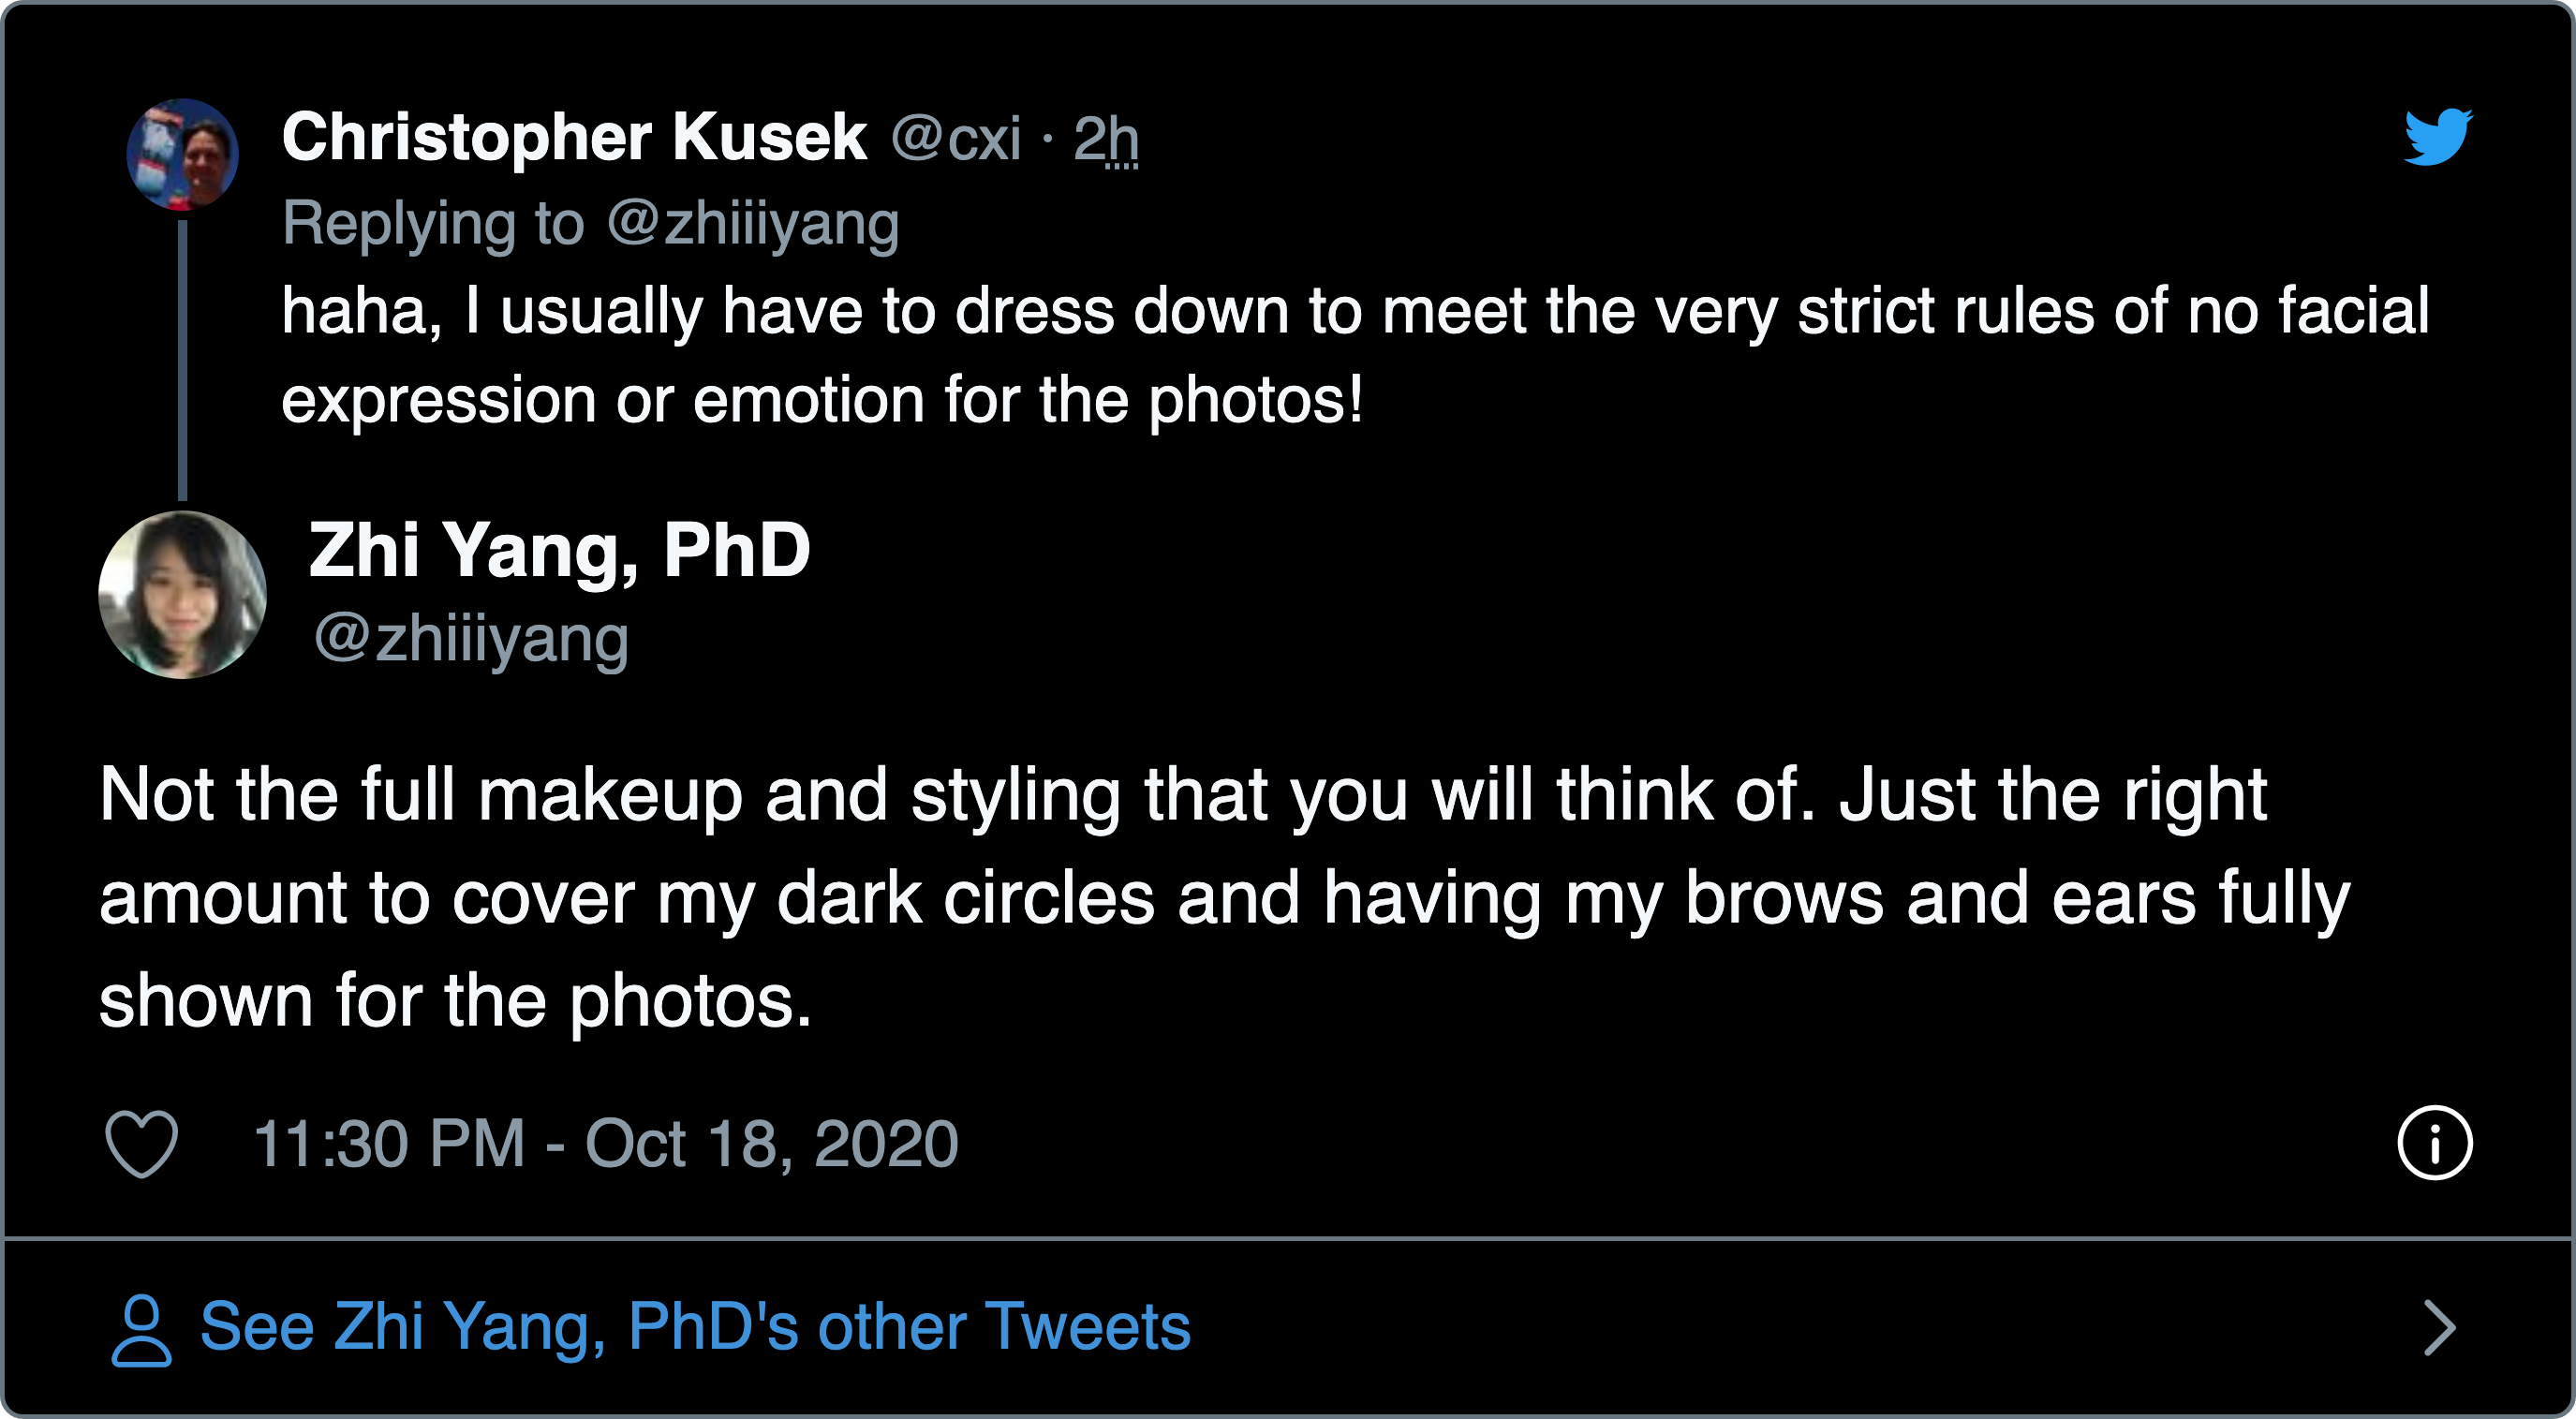 Christopher Kusek @cxi · 2h
Replying to @zhiiiyang
haha, I usually have to dress down to meet the very strict rules of no facial
expression or emotion for the photos!
Zhi Yang, PhD
@zhiiiyang
Not the full makeup and styling that you will think of. Just the right
amount to cover my dark circles and having my brows and ears fully
shown for the photos.
11:30 PM - Oct 18, 2020
See Zhi Yang, PhD's other Tweets